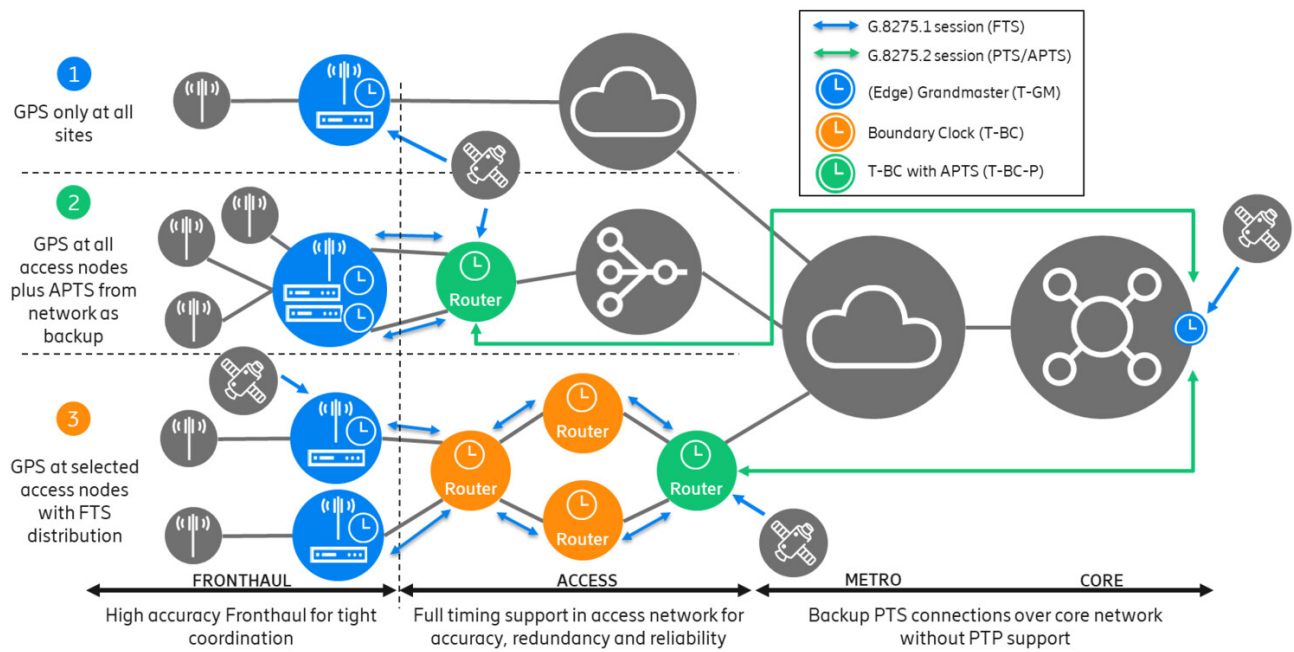 G.8275.1 session (FTS)
G.8275.2 session (PTS/APTS)
(Edge) Grandmaster (T-GM)
Boundary Clock (T-BC)
T-BC with APTS (T-BC-P)
1
GPS only at all
sites
2
GPS at all
access nodes
plus APTS from
network as
backup
Router
3
GPS at selected
access nodes
with FTS
distribution
Router
Router
Router
Router
FRONTHAUL
ACCESS
METRO
CORE
High accuracy Fronthaul for tight
coordination
Full timing support in access network for
accuracy, redundancy and reliability
Backup PTS connections over core network
without PTP support